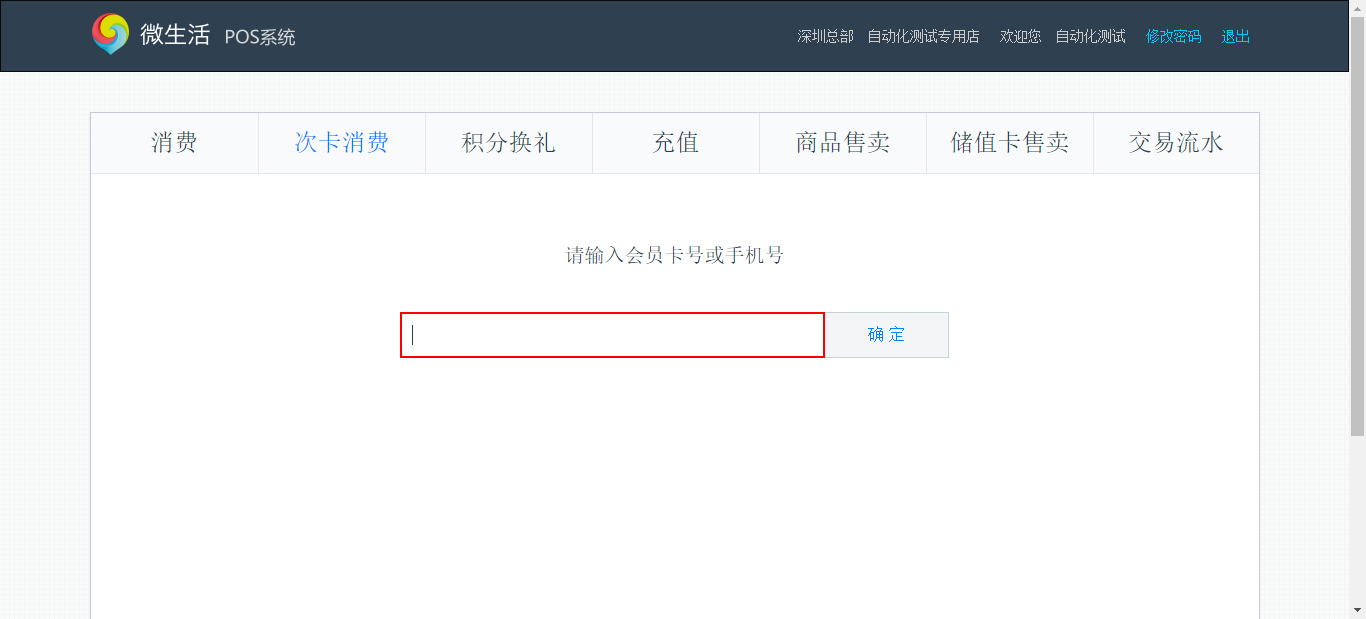 微生活 POS系统 深圳总部 自动化测试专用店 欢迎您 自动化测试 修改密码 退出
消费 次卡消费 积分换礼 充值 商品售卖 储值卡售卖 交易流水
请输入会员卡号或手机号
确 定